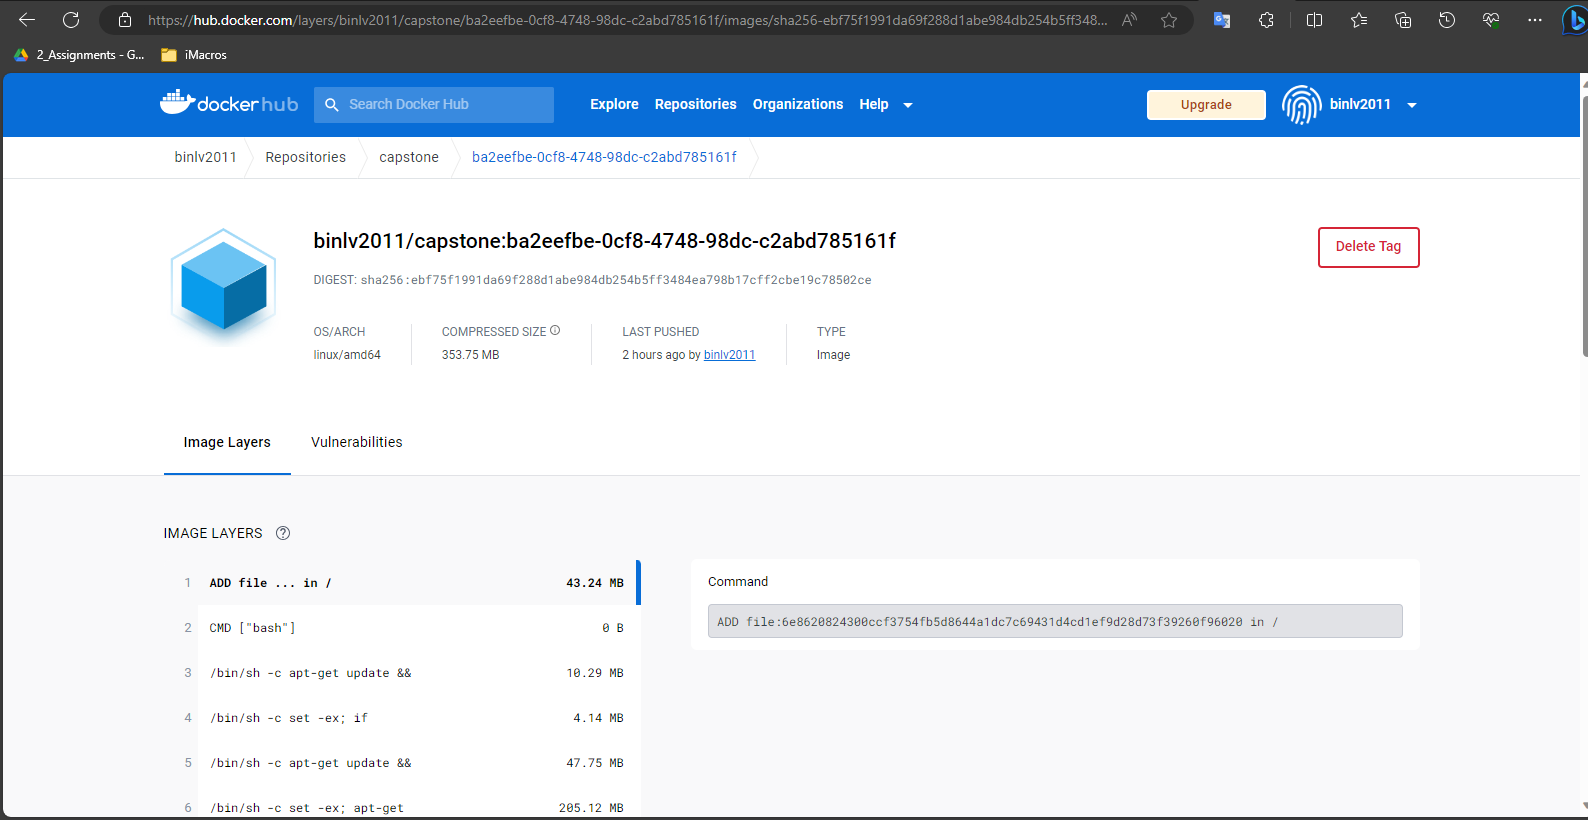 https://hub.docker.com/layers/binlv2011/capstone/ba2eefbe-0cf8-4748-98dc-c2abd785161f/images/sha256-ebf75f1991da69f288d1abe984db254b5ff348...
2_Assignments - G...
iMacros
dockerhub
Search Docker Hub
Explore
Repositories
Organizations
Help
Upgrade
binlv2011
binlv2011
Repositories
capstone
ba2eefbe-0cf8-4748-98dc-c2abd785161f
binlv2011/capstone:ba2eefbe-0cf8-4748-98dc-c2abd785161f
Delete Tag
DIGEST: sha256:ebf75f1991da69f288d1abe984db254b5ff3484ea798b17cff2cbe19c78502ce
OS/ARCH
COMPRESSED SIZE
LAST PUSHED
TYPE
linux/amd64
353.75 MB
2 hours ago by binlv2011
Image
Image Layers
Vulnerabilities
IMAGE LAYERS
1 ADD file ... in / 43.24 MB
2 CMD ["bash"] 0 B
3 /bin/sh -c apt-get update && 10.29 MB
4 /bin/sh -c set -ex; if 4.14 MB
5 /bin/sh -c apt-get update && 47.75 MB
6 /bin/sh -c set -ex; apt-get 205.12 MB
Command
ADD file:6e8620824300ccf3754fb5d8644a1dc7c69431d4cd1ef9d28d73f39260f96020 in /